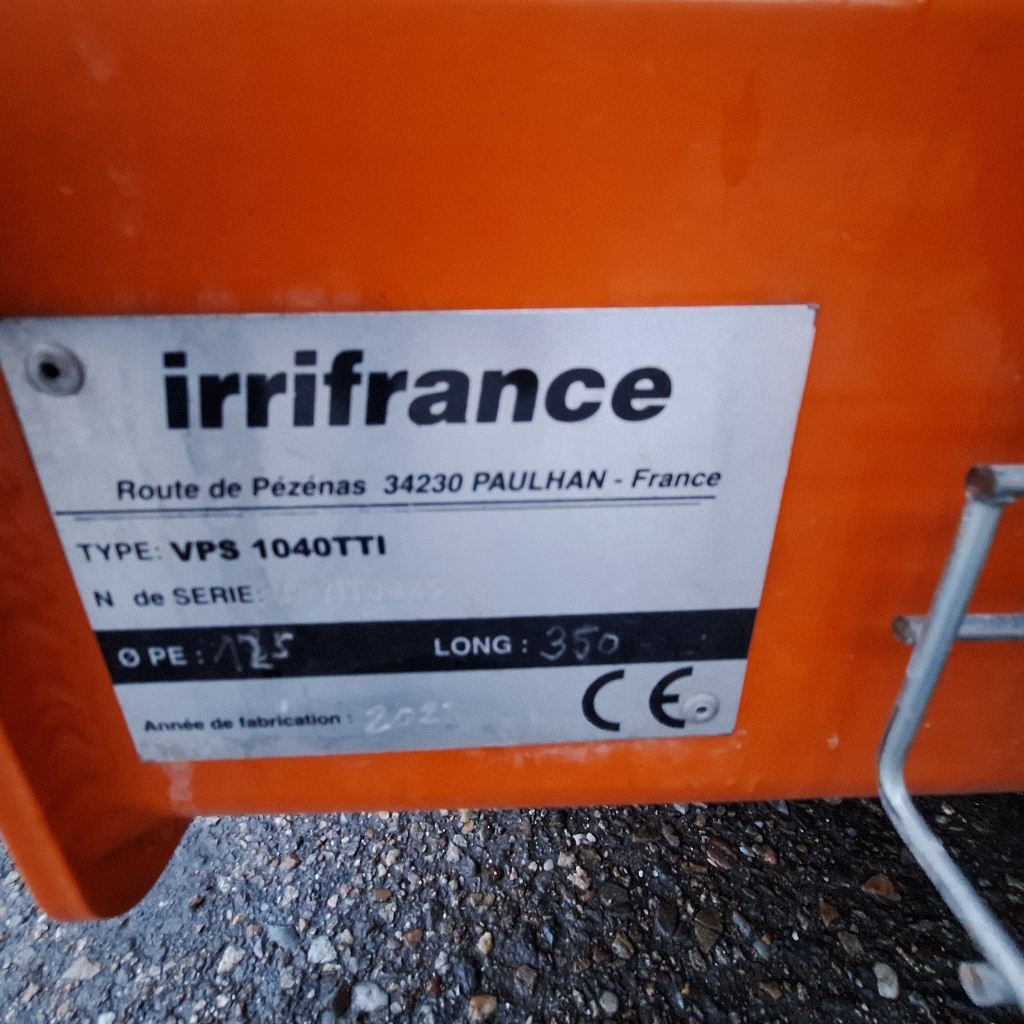 irrifrance
Route de Pézénas 34230 PAULHAN - France
TYPE: VPS 1040TTI
N de SERIE:
Ø PE : 125 LONG : 350
Année de fabrication :
CE